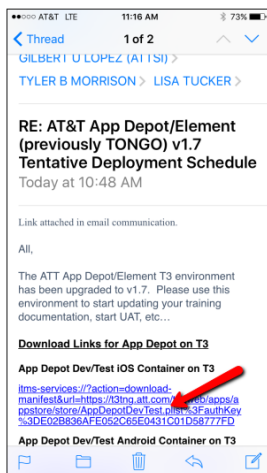 AT&T LTE 11:16 AM 73%
Thread 1 of 2
GILBERT U LOPEZ (ATTSI)
TYLER B MORRISON LISA TUCKER
RE: AT&T App Depot/Element
(previously TONGO) v1.7
Tentative Deployment Schedule
Today at 10:48 AM
Link attached in email communication.
All,
The ATT App Depot/Element T3 environment
has been upgraded to v1.7. Please use this
environment to start updating your training
documentation, start UAT, etc...
Download Links for App Depot on T3
App Dev/Test iOS Container on T3
itms-services://?action=download-
manifest&url=https://t3tng.att.com/ web/apps/a
ppstore/store/AppDepotDevTest.plist%3FauthKey
%3DE02B836AFE052C65E0431C01D58777FD
App Dev/Test Android Container on T3